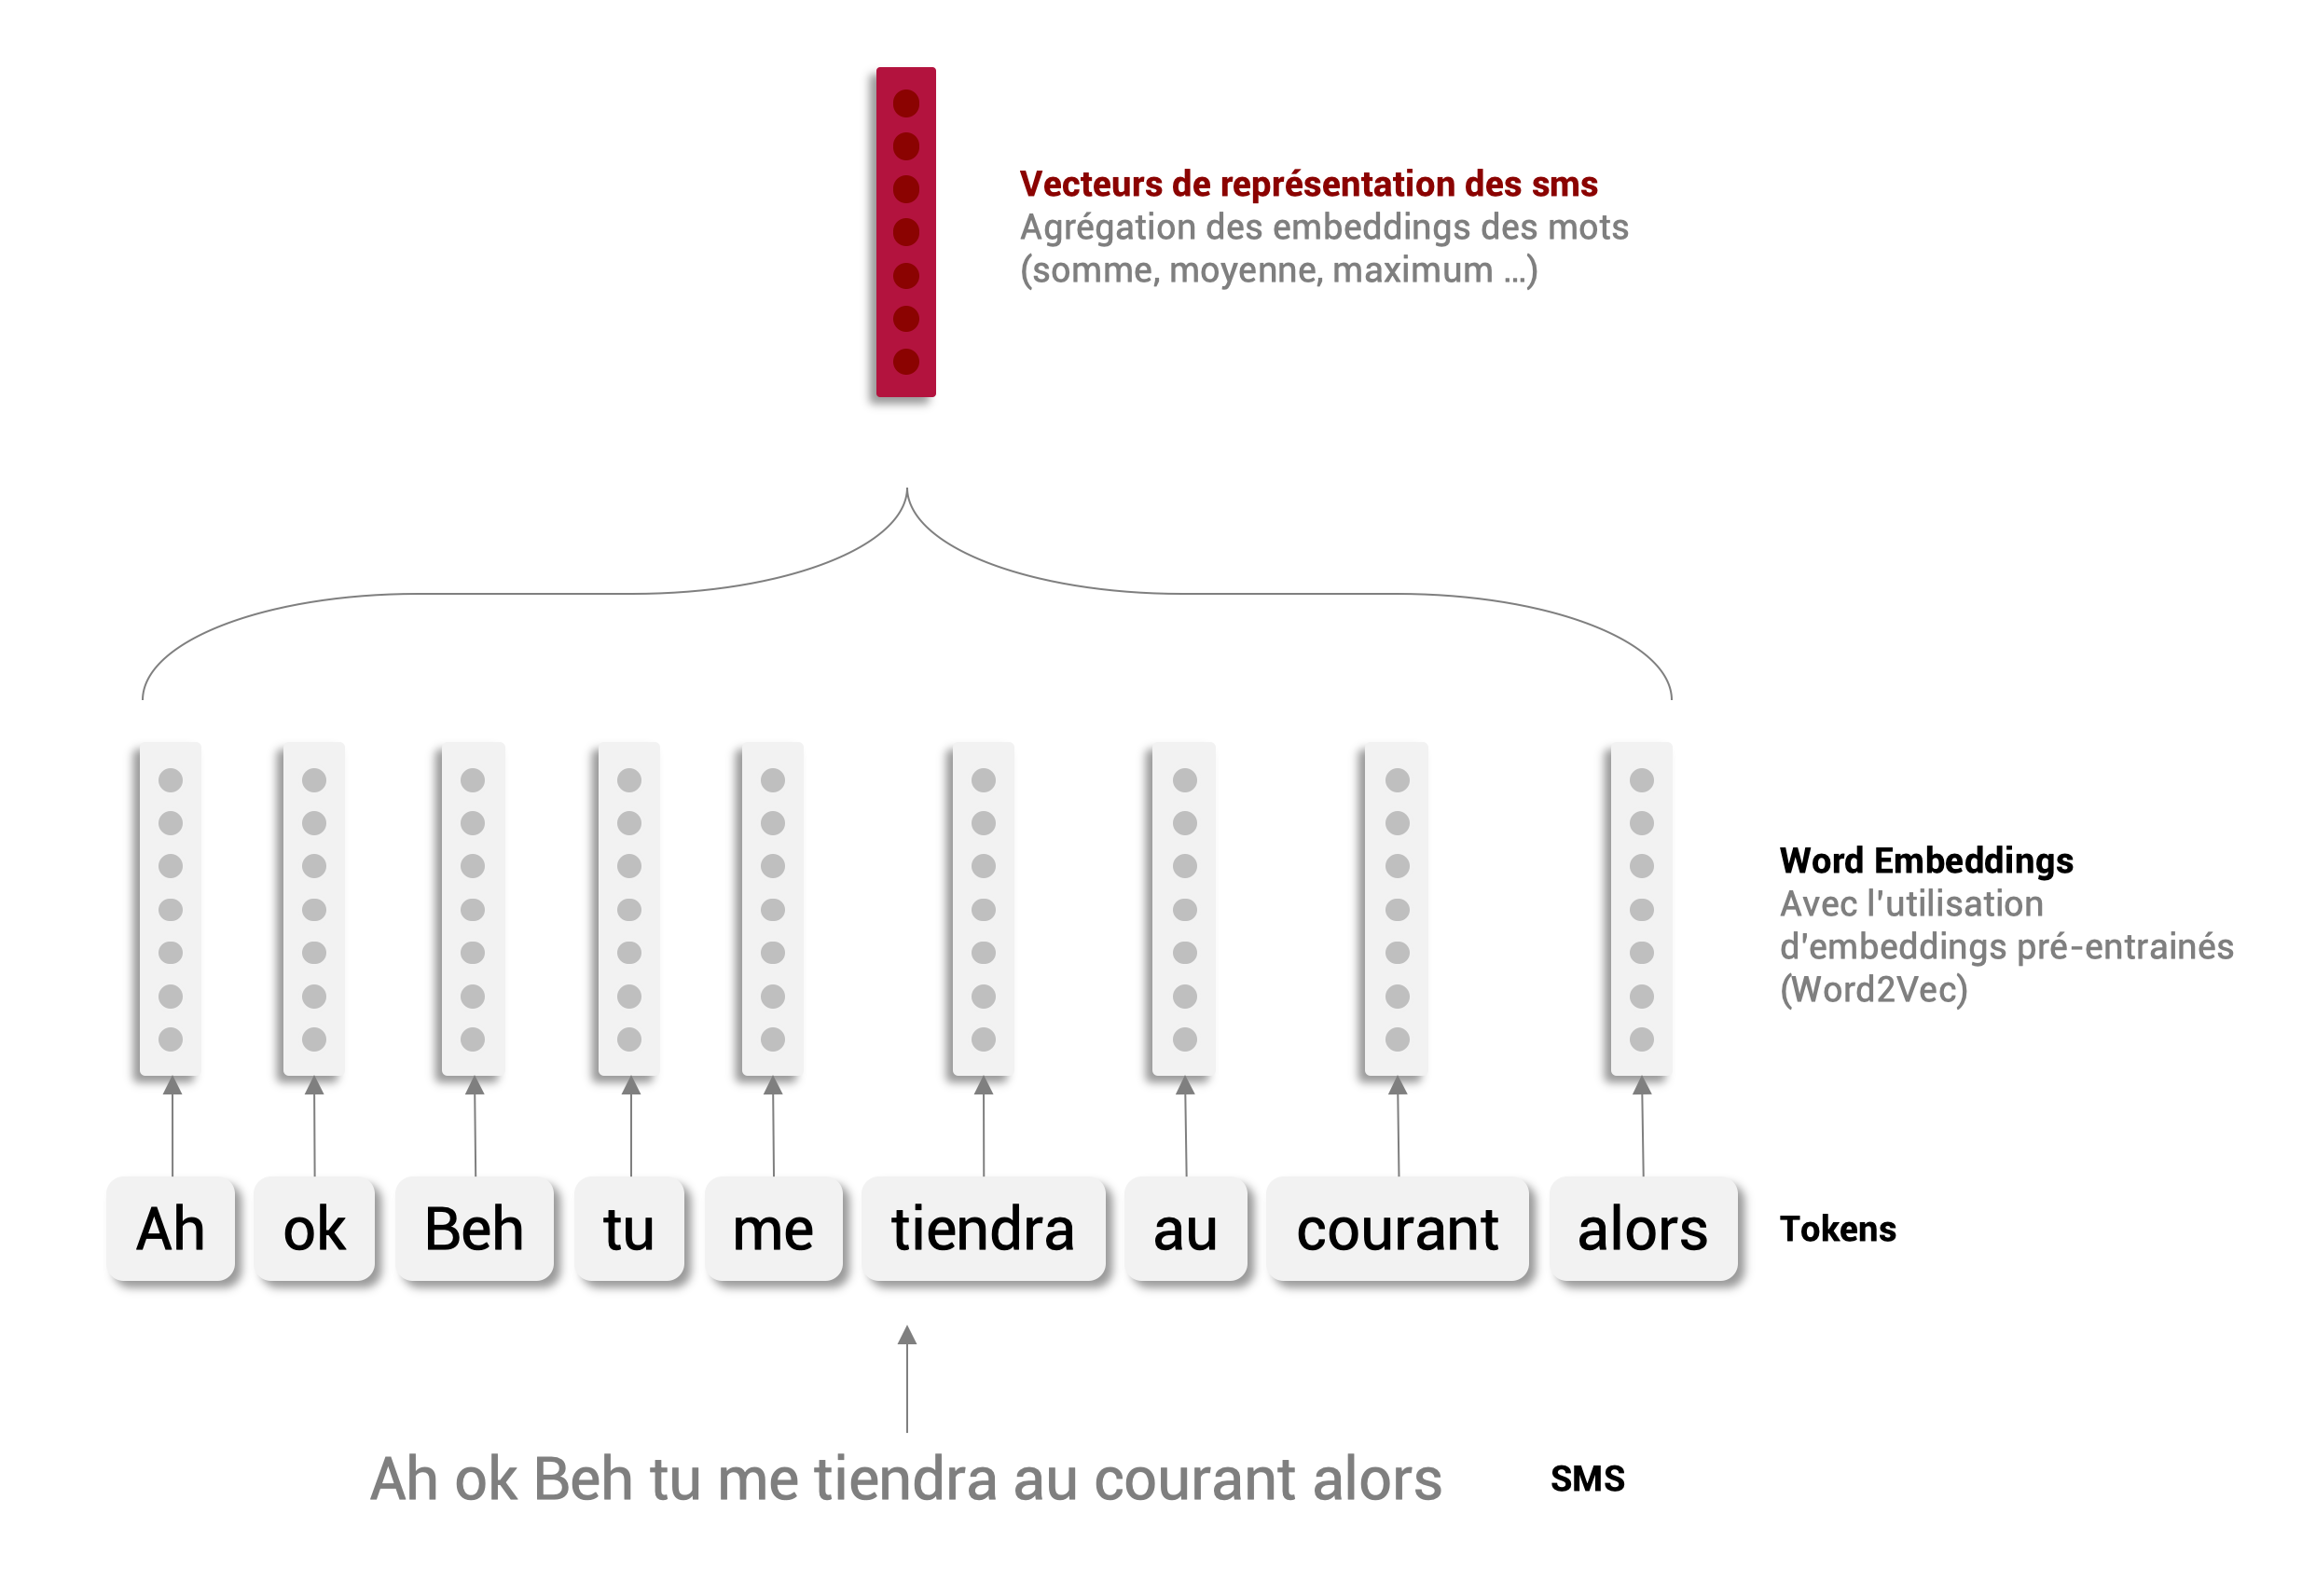 Vecteurs de représentation des sms
Agrégation des embeddings des mots
(somme, moyenne, maximum ...)
Word Embeddings
Avec l'utilisation
d'embeddings pré-entrainés
(Word2Vec)
Ah ok Beh tu me tiendra au courant alors
Tokens
Ah ok Beh tu me tiendra au courant alors
SMS